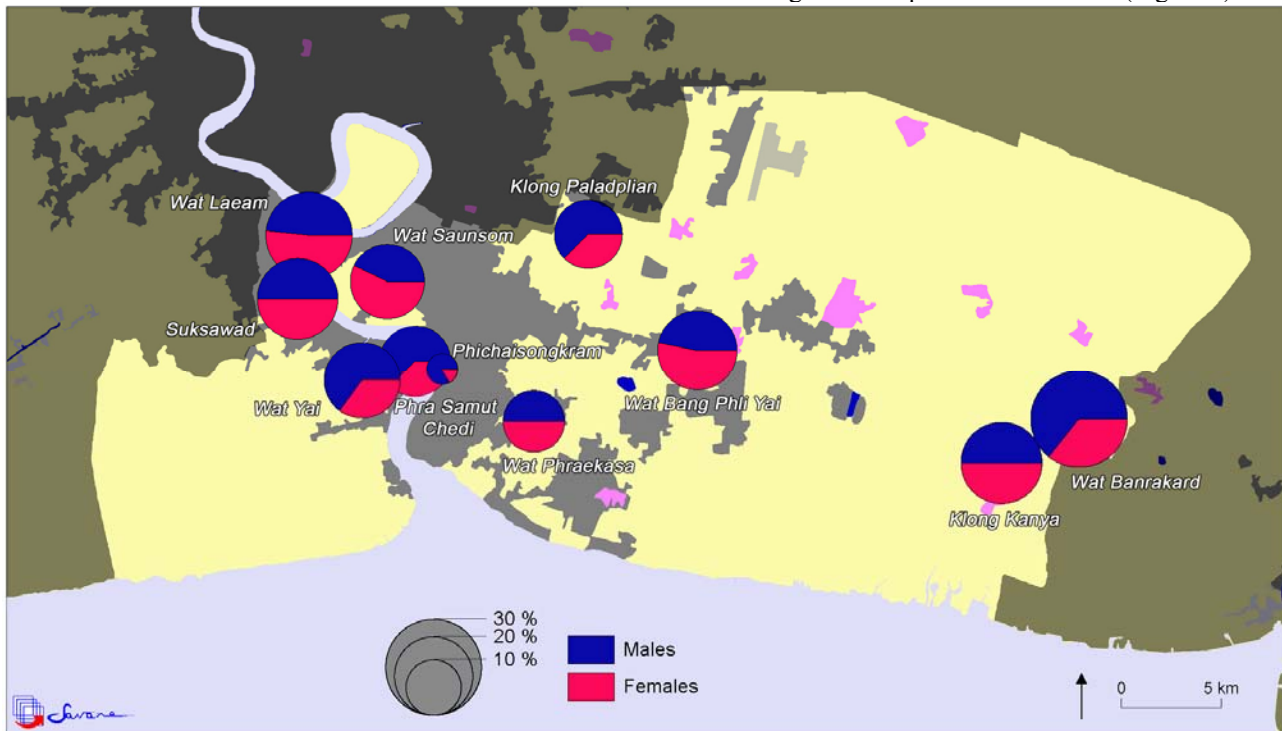 Klong Paladplian
Wat Laeam
Wat Saunsom
Suksawad
Phichaisongkram
Wat Yai
Phra Samut
Chedi
Wat Bang Phli Yai
Wat Phraekasa
Wat Banrakard
Klong Kanya
30 %
20 %
10 %
Males
Females
0 5 km
Savane